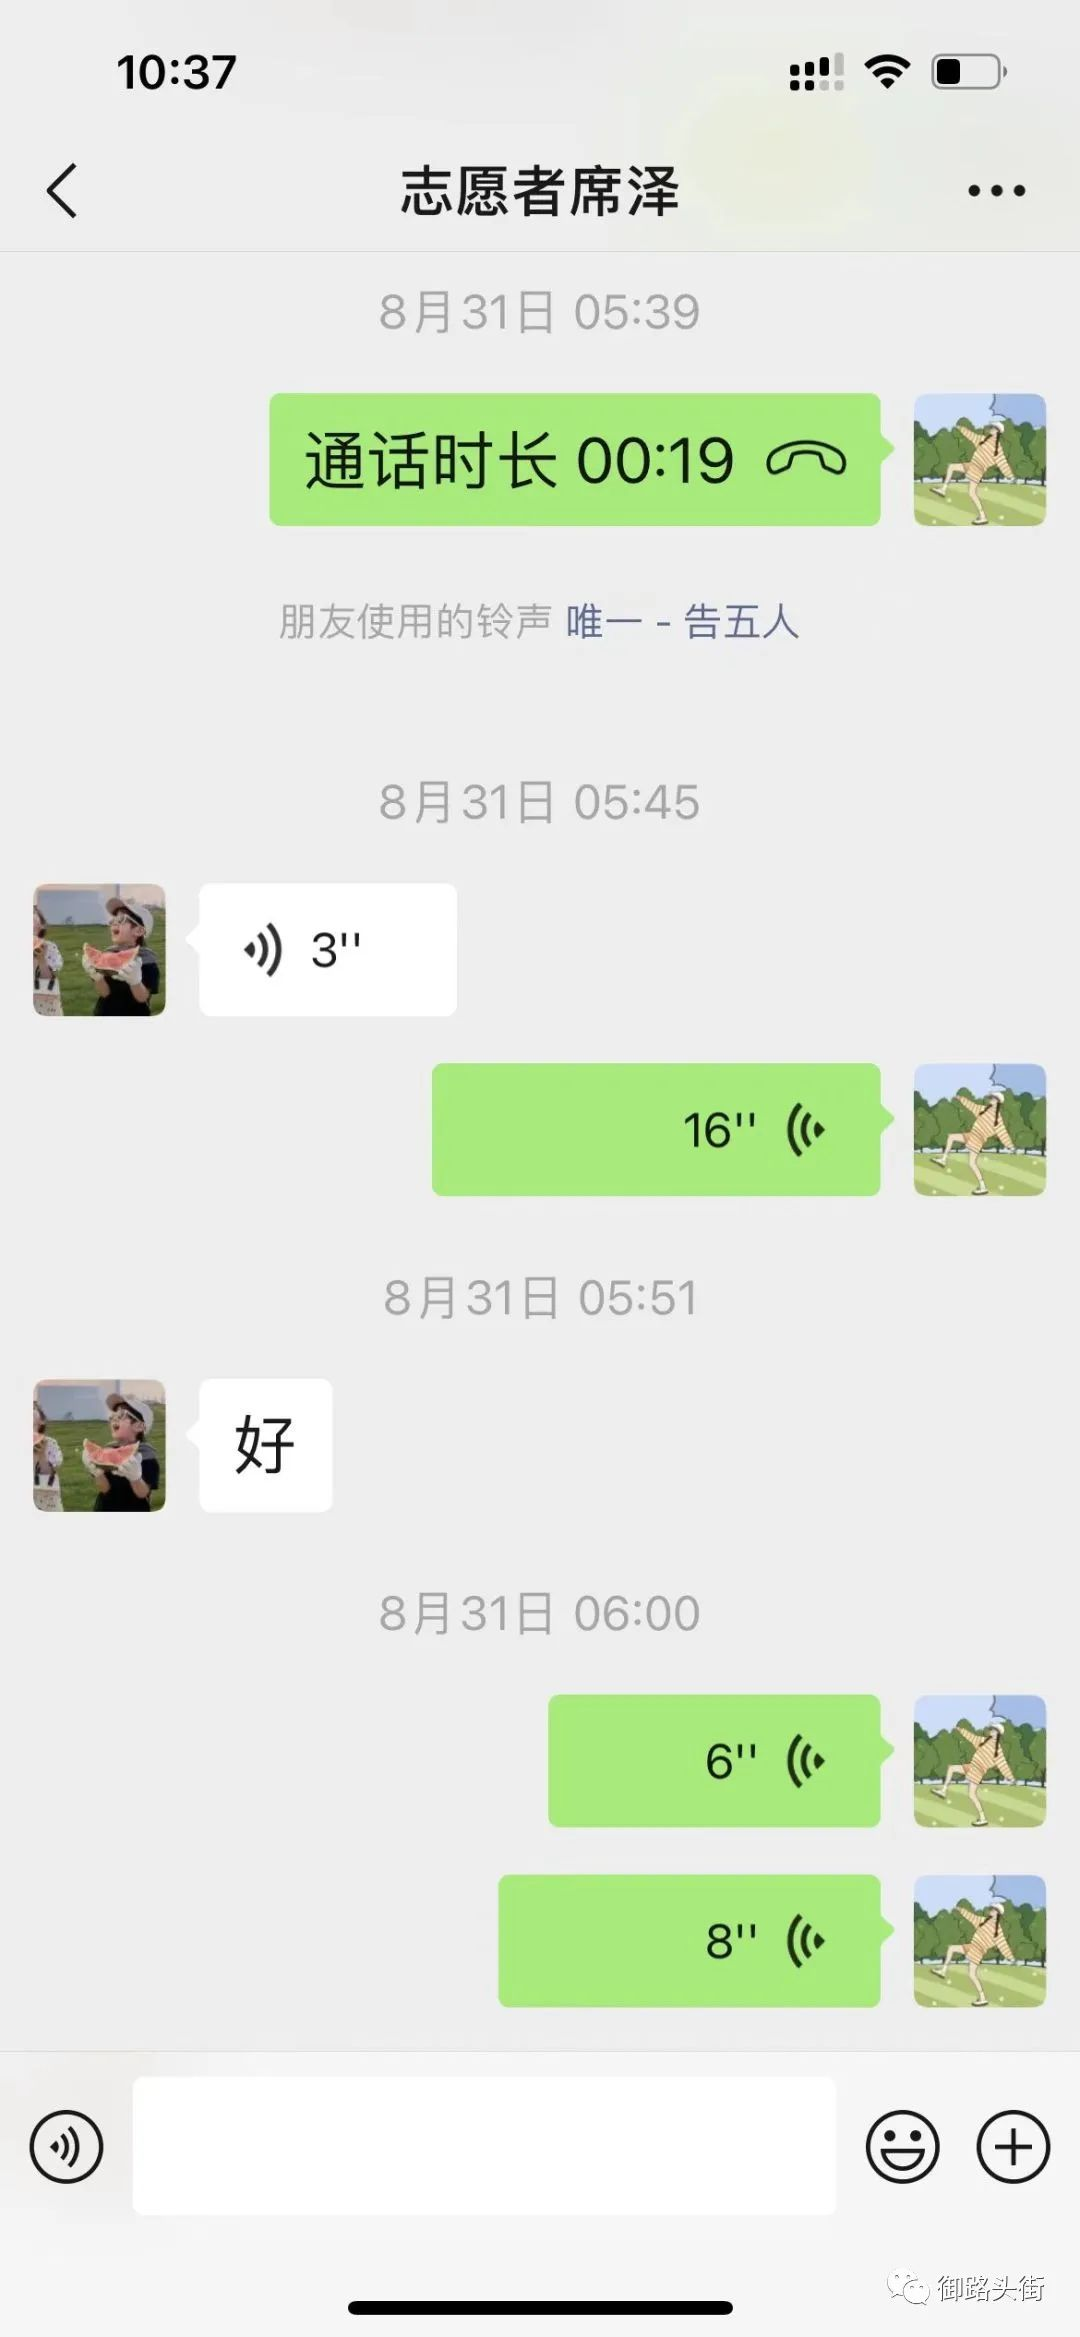 10:37
志愿者席泽
8月31日 05:39
通话时长 00:19
朋友使用的铃声 唯一 - 告五人
8月31日 05:45
3''
16''
8月31日 05:51
好
8月31日 06:00
6''
8''
御路头街